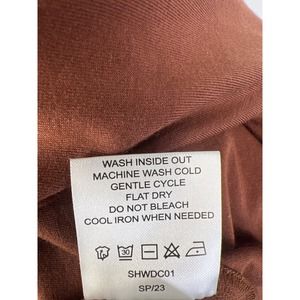 WASH INSIDE OUT
MACHINE WASH COLD
GENTLE CYCLE
FLAT DRY
DO NOT BLEACH
COOL IRON WHEN NEEDED
30
SHWDC01
SP/23